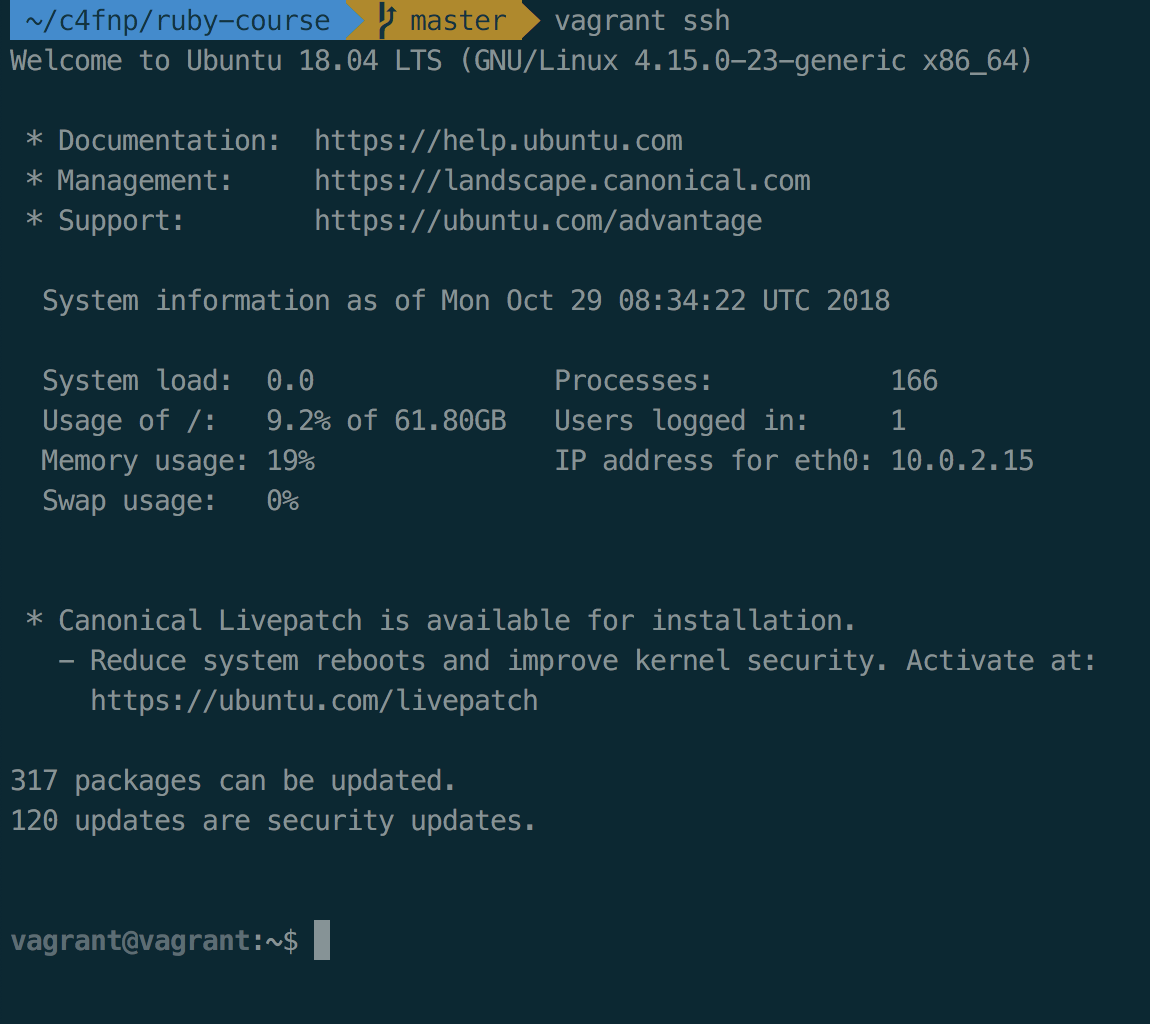 ~/c4fnp/ruby-course master vagrant ssh
Welcome to Ubuntu 18.04 LTS (GNU/Linux 4.15.0-23-generic x86_64)
* Documentation: https://help.ubuntu.com
* Management: https://landscape.canonical.com
* Support: https://ubuntu.com/advantage
System information as of Mon Oct 29 08:34:22 UTC 2018
System load: 0.0 Processes: 166
Usage of /: 9.2% of 61.80GB Users logged in: 1
Memory usage: 19% IP address for eth0: 10.0.2.15
Swap usage: 0%
* Canonical Livepatch is available for installation.
- Reduce system reboots and improve kernel security. Activate at:
https://ubuntu.com/livepatch
317 packages can be updated.
120 updates are security updates.
vagrant@vagrant:~$